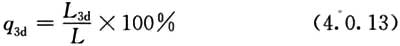 q₃d = L₃d / L × 100% (4.0.13)